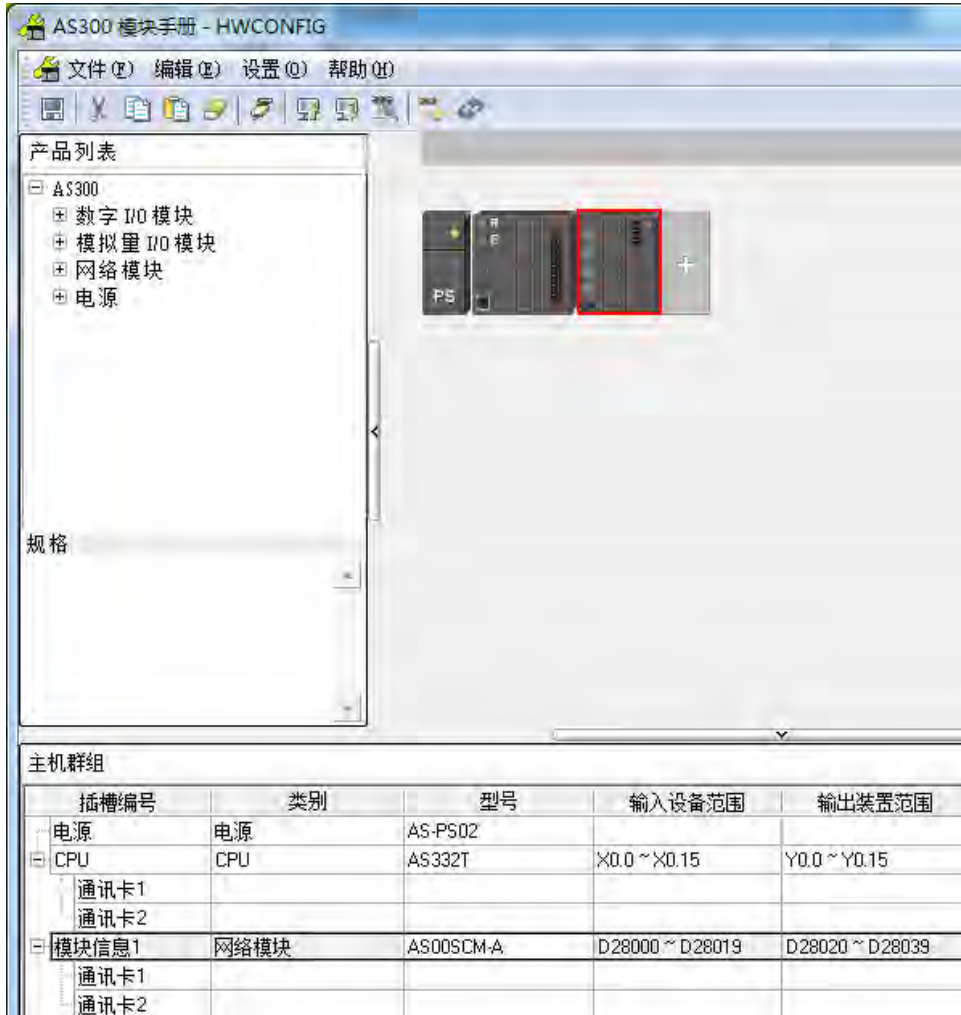 AS300 模块手册 - HWCONFIG
文件(F) 编辑(E) 设置(O) 帮助(H)
产品列表
AS300
数字 I/O 模块
模拟量 I/O 模块
网络模块
电源
PS
规格
主机群组
插槽编号 类别 型号 输入设备范围 输出装置范围
电源 电源 AS-PS02
CPU CPU AS332T X0.0 ~ X0.15 Y0.0 ~ Y0.15
通讯卡1
通讯卡2
模块信息1 网络模块 AS00SCM-A D28000 ~ D28019 D28020 ~ D28039
通讯卡1
通讯卡2